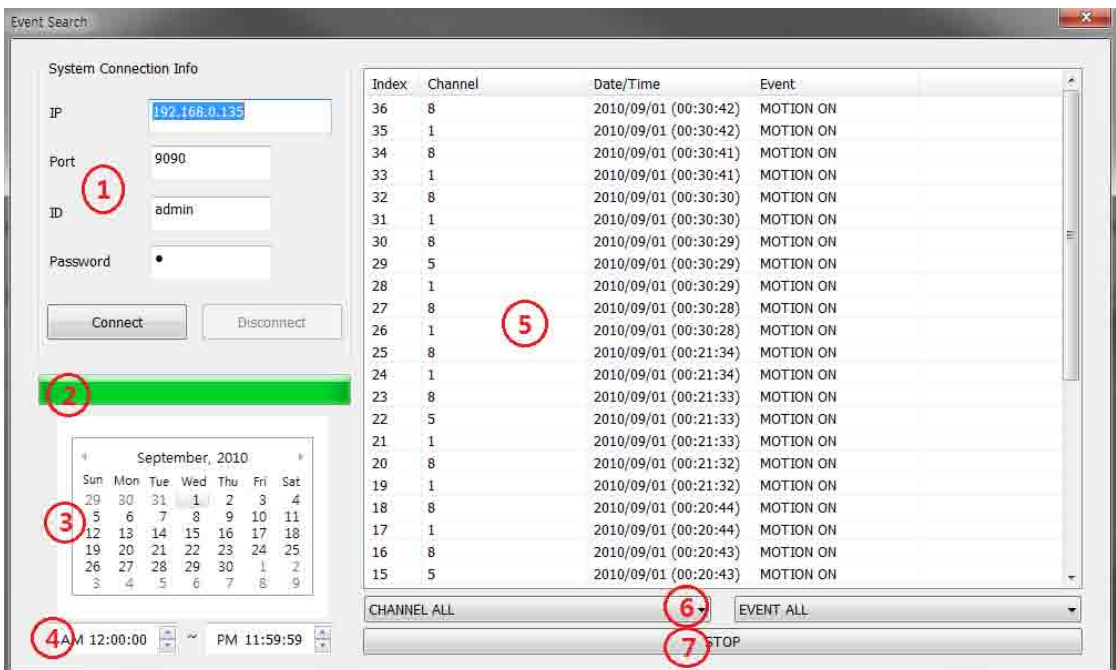 Event Search
System Connection Info
IP 192.168.0.135
Port 9090
1
ID admin
Password ●
Connect Disconnect
2
September, 2010
Sun Mon Tue Wed Thu Fri Sat
29 30 31 1 2 3 4
5 6 7 8 9 10 11
3
12 13 14 15 16 17 18
19 20 21 22 23 24 25
26 27 28 29 30 1 2
3 4 5 6 7 8 9
4
AM 12:00:00 ~ PM 11:59:59
Index Channel Date/Time Event
36 8 2010/09/01 (00:30:42) MOTION ON
35 1 2010/09/01 (00:30:42) MOTION ON
34 8 2010/09/01 (00:30:41) MOTION ON
33 1 2010/09/01 (00:30:41) MOTION ON
32 8 2010/09/01 (00:30:30) MOTION ON
31 1 2010/09/01 (00:30:30) MOTION ON
30 8 2010/09/01 (00:30:29) MOTION ON
29 5 2010/09/01 (00:30:29) MOTION ON
28 1 2010/09/01 (00:30:29) MOTION ON
27 8 2010/09/01 (00:30:28) MOTION ON
5
26 1 2010/09/01 (00:30:28) MOTION ON
25 8 2010/09/01 (00:21:34) MOTION ON
24 1 2010/09/01 (00:21:34) MOTION ON
23 8 2010/09/01 (00:21:33) MOTION ON
22 5 2010/09/01 (00:21:33) MOTION ON
21 1 2010/09/01 (00:21:33) MOTION ON
20 8 2010/09/01 (00:21:32) MOTION ON
19 1 2010/09/01 (00:21:32) MOTION ON
18 8 2010/09/01 (00:20:44) MOTION ON
17 1 2010/09/01 (00:20:44) MOTION ON
16 8 2010/09/01 (00:20:43) MOTION ON
15 5 2010/09/01 (00:20:43) MOTION ON
CHANNEL ALL 6 EVENT ALL
7 STOP